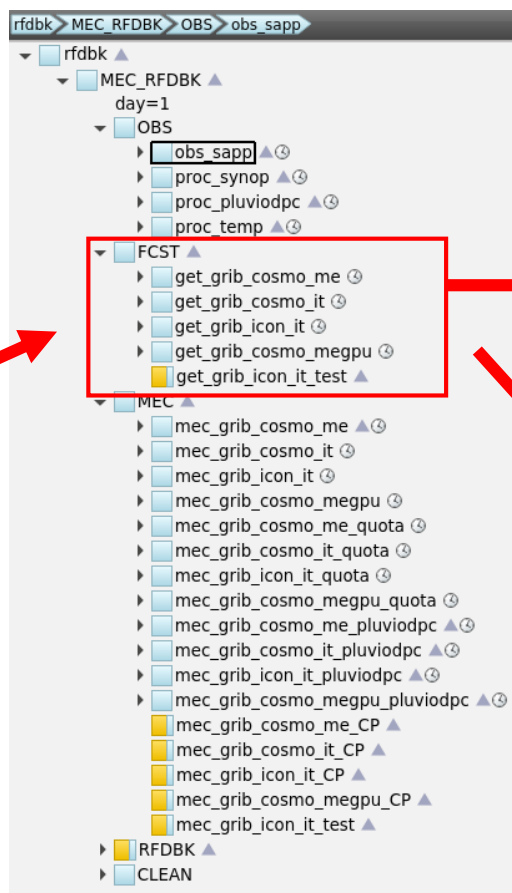 rfdbk MEC_RFDBK OBS obs_sapp
rfdbk
MEC_RFDBK
day=1
OBS
obs_sapp
proc_synop
proc_pluviodpc
proc_temp
FCST
get_grib_cosmo_me
get_grib_cosmo_it
get_grib_icon_it
get_grib_cosmo_megpu
get_grib_icon_it_test
MEC
mec_grib_cosmo_me
mec_grib_cosmo_it
mec_grib_icon_it
mec_grib_cosmo_megpu
mec_grib_cosmo_me_quota
mec_grib_cosmo_it_quota
mec_grib_icon_it_quota
mec_grib_cosmo_megpu_quota
mec_grib_cosmo_me_pluviodpc
mec_grib_cosmo_it_pluviodpc
mec_grib_icon_it_pluviodpc
mec_grib_cosmo_megpu_pluviodpc
mec_grib_cosmo_me_CP
mec_grib_cosmo_it_CP
mec_grib_icon_it_CP
mec_grib_cosmo_megpu_CP
mec_grib_icon_it_test
RFDBK
CLEAN